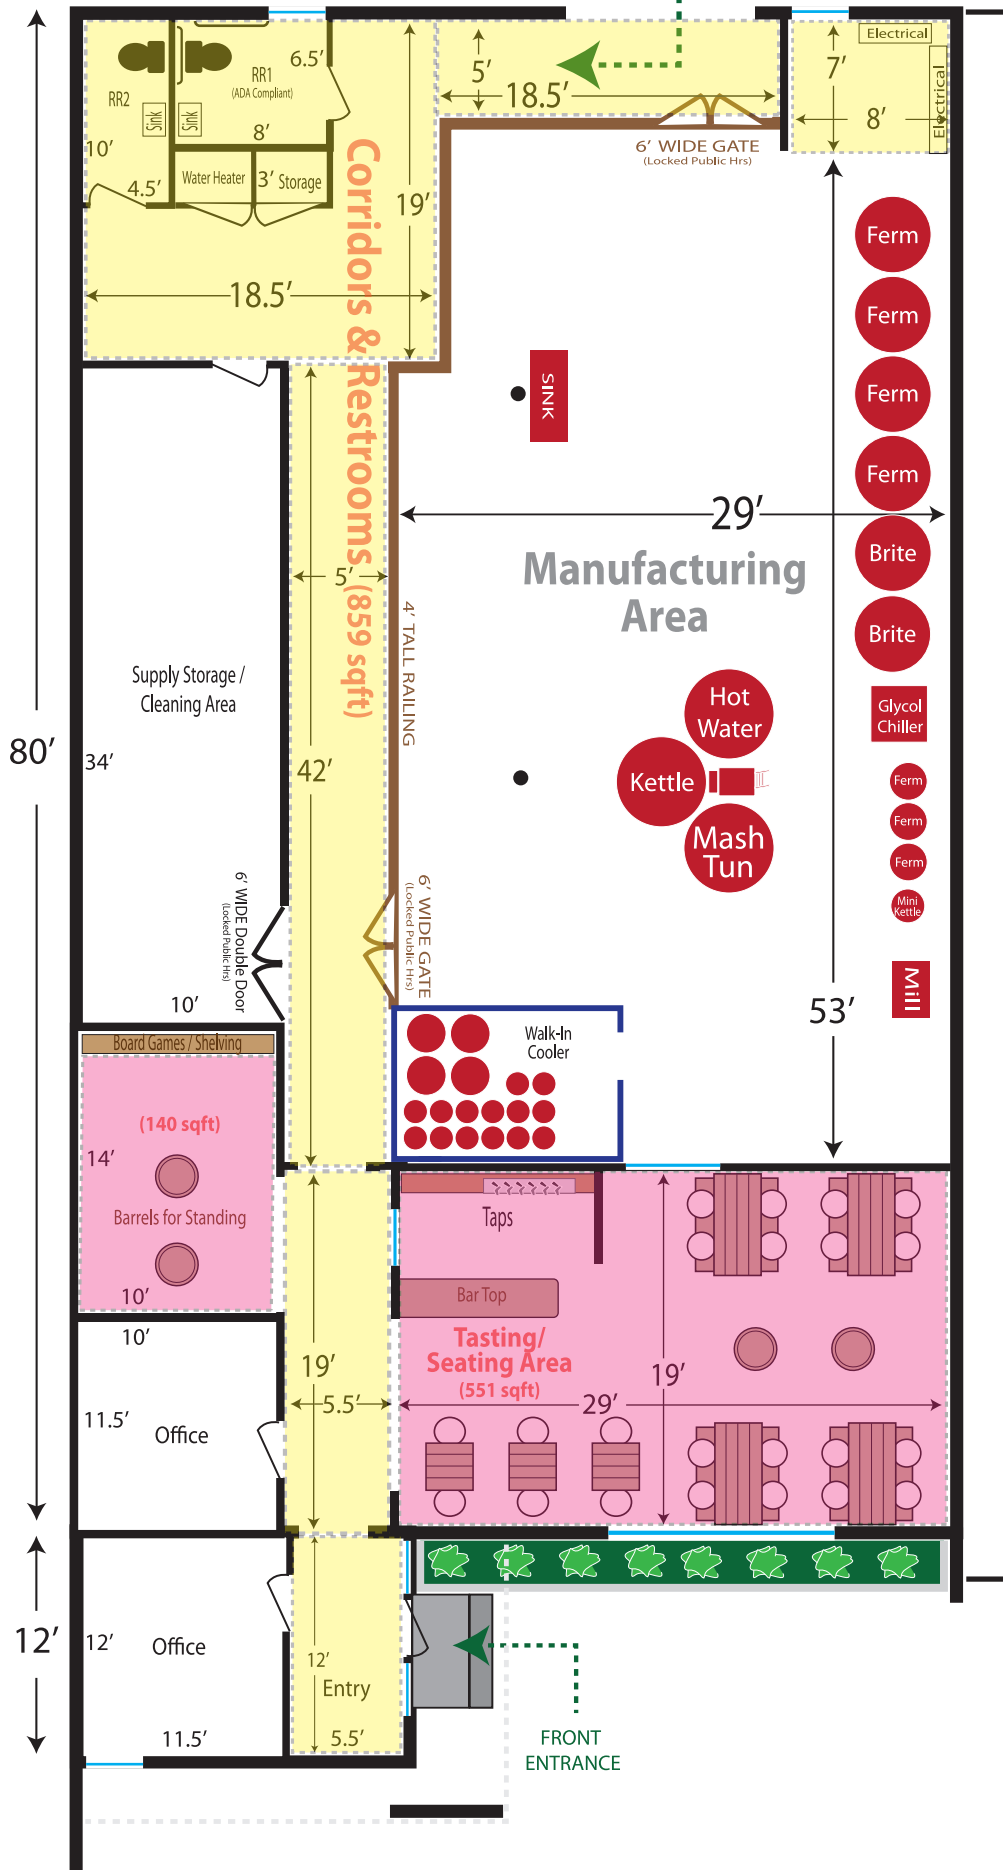 Electrical
Electrical
7’
8’
5’
18.5’
6’ WIDE GATE
(Locked Public Hrs)
RR2
RR1
(ADA Compliant)
6.5’
Sink
Sink
8’
10’
4.5’
Water Heater
3’
Storage
19’
18.5’
Corridors & Restrooms (859 sqft)
Ferm
Ferm
Ferm
Ferm
Brite
Brite
Glycol
Chiller
Ferm
Ferm
Ferm
Mini
Kettle
Mill
SINK
29’
Manufacturing
Area
5’
4’ TALL RAILING
Hot
Water
Kettle
Mash
Tun
Supply Storage /
Cleaning Area
80’
34’
42’
6’ WIDE Double Door
(Locked Public Hrs)
6’ WIDE GATE
(Locked Public Hrs)
10’
53’
Walk-In
Cooler
Board Games / Shelving
(140 sqft)
14’
Barrels for Standing
10’
Taps
Bar Top
Tasting/
Seating Area
(551 sqft)
19’
29’
19’
5.5’
10’
11.5’
Office
12’
12’
Office
11.5’
12’
Entry
5.5’
FRONT
ENTRANCE